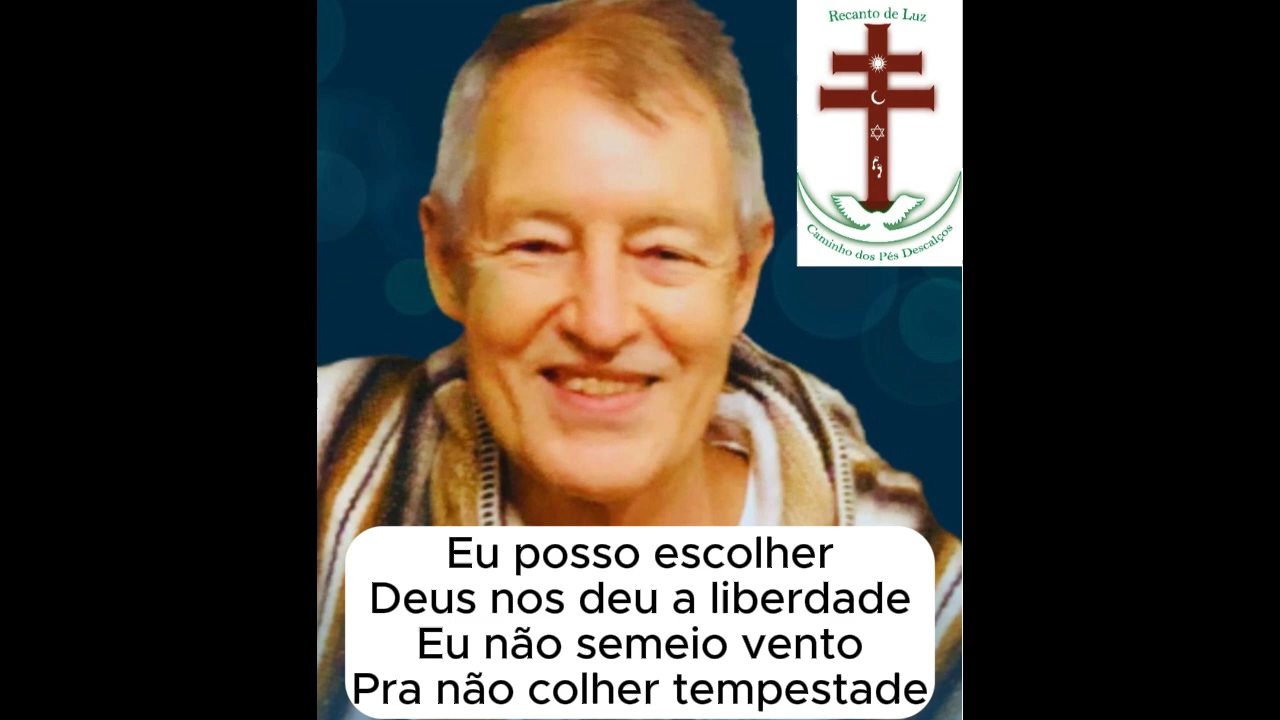 Recanto de Luz
Caminho dos Pés Descalços
Eu posso escolher
Deus nos deu a liberdade
Eu não semeio vento
Pra não colher tempestade